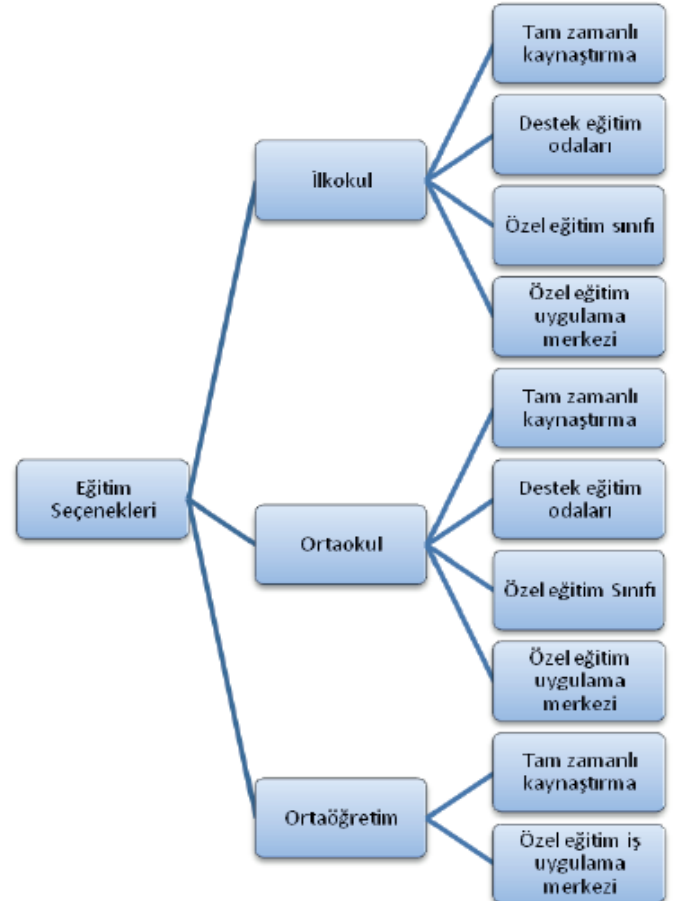 Eğitim
Seçenekleri
İlkokul
Tam zamanlı
kaynaştırma
Destek eğitim
odaları
Özel eğitim sınıfı
Özel eğitim
uygulama
merkezi
Ortaokul
Tam zamanlı
kaynaştırma
Destek eğitim
odaları
Özel eğitim Sınıfı
Özel eğitim
uygulama
merkezi
Ortaöğretim
Tam zamanlı
kaynaştırma
Özel eğitim iş
uygulama
merkezi